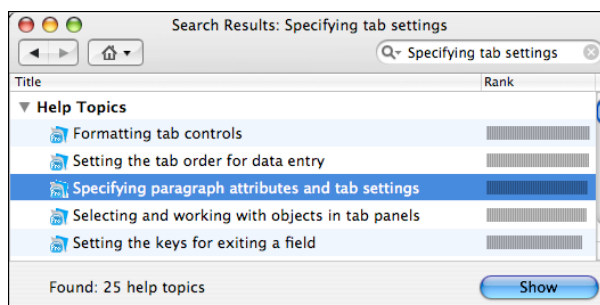 Search Results: Specifying tab settings
Specifying tab settings
Title Rank
Help Topics
Formatting tab controls
Setting the tab order for data entry
Specifying paragraph attributes and tab settings
Selecting and working with objects in tab panels
Setting the keys for exiting a field
Found: 25 help topics Show